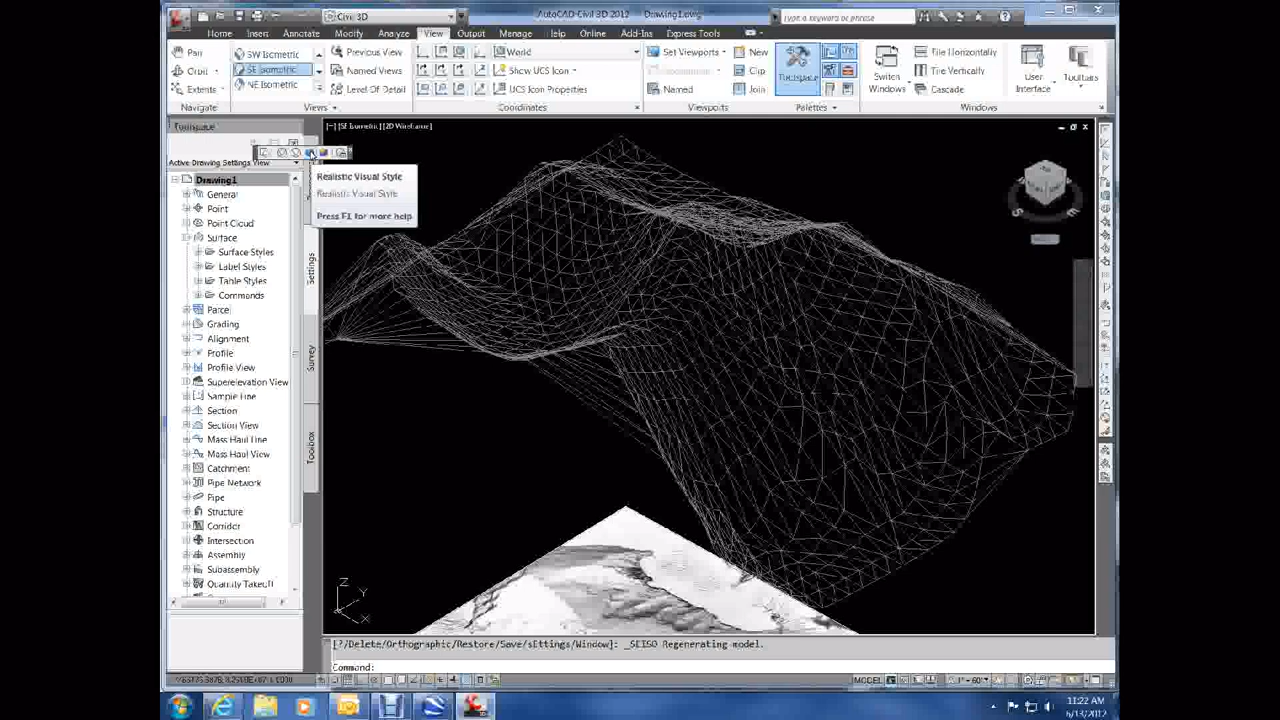 Civil 3D
AutoCAD Civil 3D 2012 Drawing1.dwg
Type a keyword or phrase
Home Insert Annotate Modify Analyze View Output Manage Help Online Add-Ins Express Tools
Pan SW Isometric Previous View World Set Viewports New Tile Horizontally
Orbit SE Isometric Named Views Show UCS Icon Clip Toolspace Switch Windows Tile Vertically User Interface Toolbars
Extents NE Isometric Level Of Detail UCS Icon Properties Named Join Cascade
Navigate Views Coordinates Viewports Palettes Windows
Toolspace
[−] [SE Isometric] [2D Wireframe]
Active Drawing Settings View
Realistic Visual Style
Realistic Visual Style
Press F1 for more help
Drawing1
General
Point
Point Cloud
Surface
Surface Styles
Label Styles
Table Styles
Commands
Parcel
Grading
Alignment
Profile
Profile View
Superelevation View
Sample Line
Section
Section View
Mass Haul Line
Mass Haul View
Catchment
Pipe Network
Pipe
Structure
Corridor
Intersection
Assembly
Subassembly
Quantity Takeoff
Settings
Survey
Toolbox
Z
Y
X
[?/Delete/Orthographic/Restore/Save/sEttings/Window]: _SEISO Regenerating model.
Command:
MODEL
11:22 AM
6/13/2012